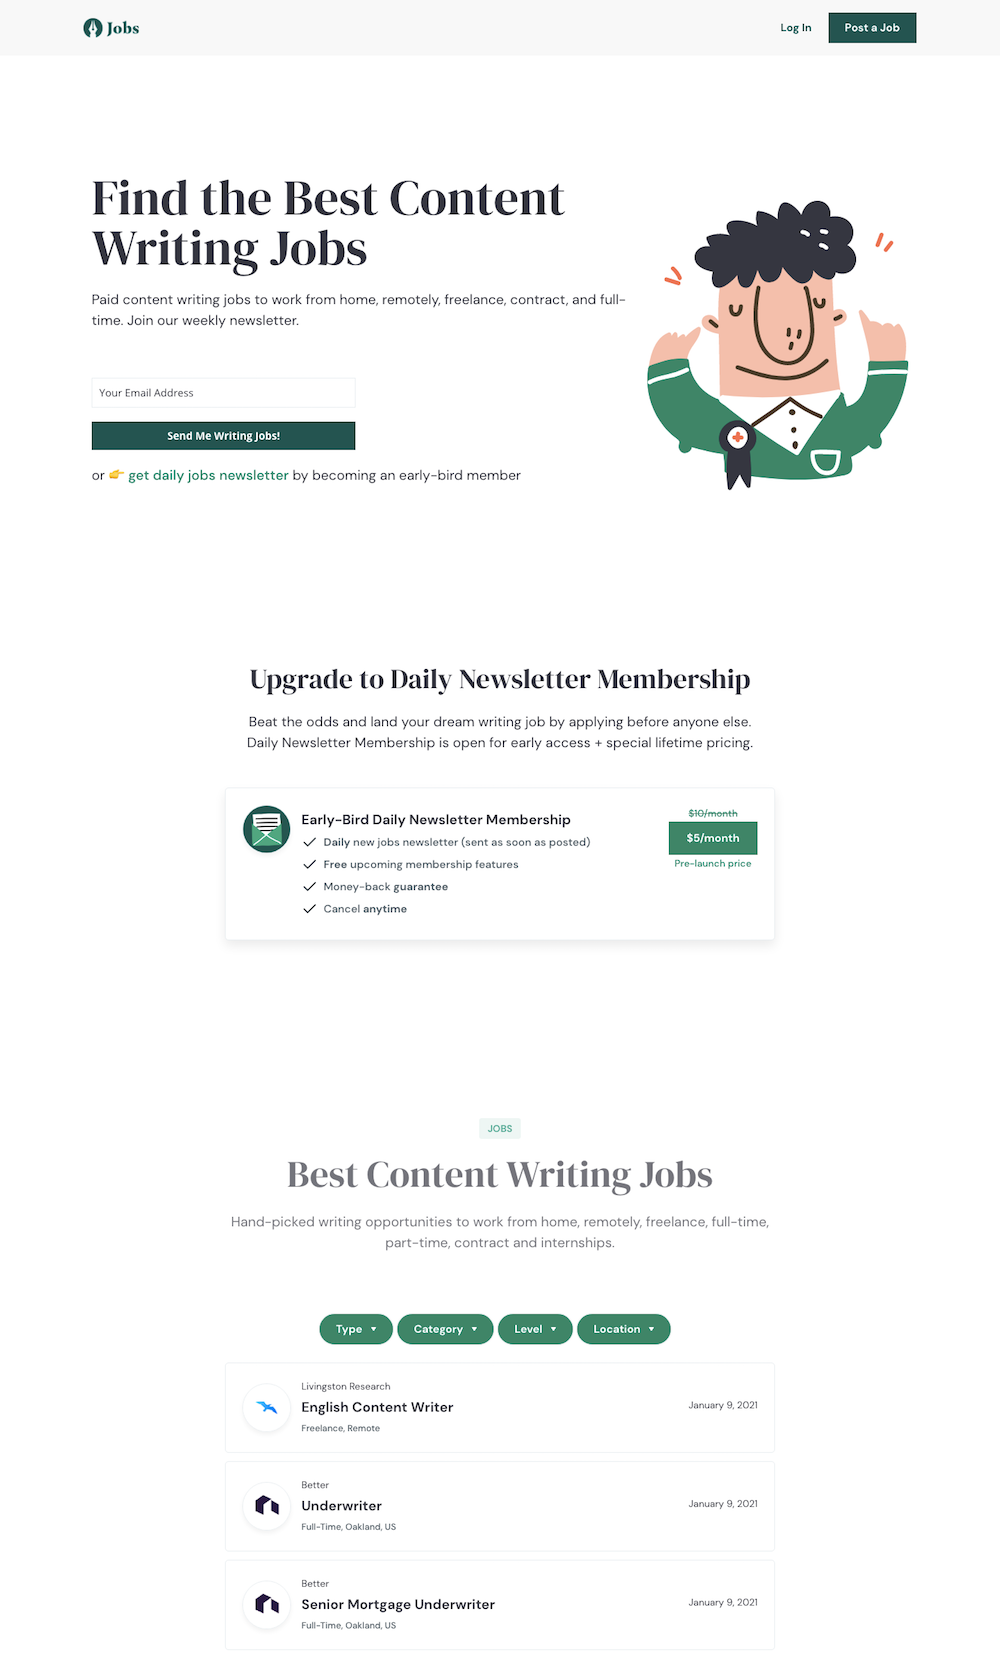 Jobs
Log In
Post a Job
Find the Best Content
Writing Jobs
Paid content writing jobs to work from home, remotely, freelance, contract, and full-
time. Join our weekly newsletter.
Your Email Address
Send Me Writing Jobs!
or 👉 get daily jobs newsletter by becoming an early-bird member
Upgrade to Daily Newsletter Membership
Beat the odds and land your dream writing job by applying before anyone else.
Daily Newsletter Membership is open for early access + special lifetime pricing.
Early-Bird Daily Newsletter Membership
Daily new jobs newsletter (sent as soon as posted)
Free upcoming membership features
Money-back guarantee
Cancel anytime
$10/month
$5/month
Pre-launch price
JOBS
Best Content Writing Jobs
Hand-picked writing opportunities to work from home, remotely, freelance, full-time,
part-time, contract and internships.
Type
Category
Level
Location
Livingston Research
English Content Writer
Freelance, Remote
January 9, 2021
Better
Underwriter
Full-Time, Oakland, US
January 9, 2021
Better
Senior Mortgage Underwriter
Full-Time, Oakland, US
January 9, 2021